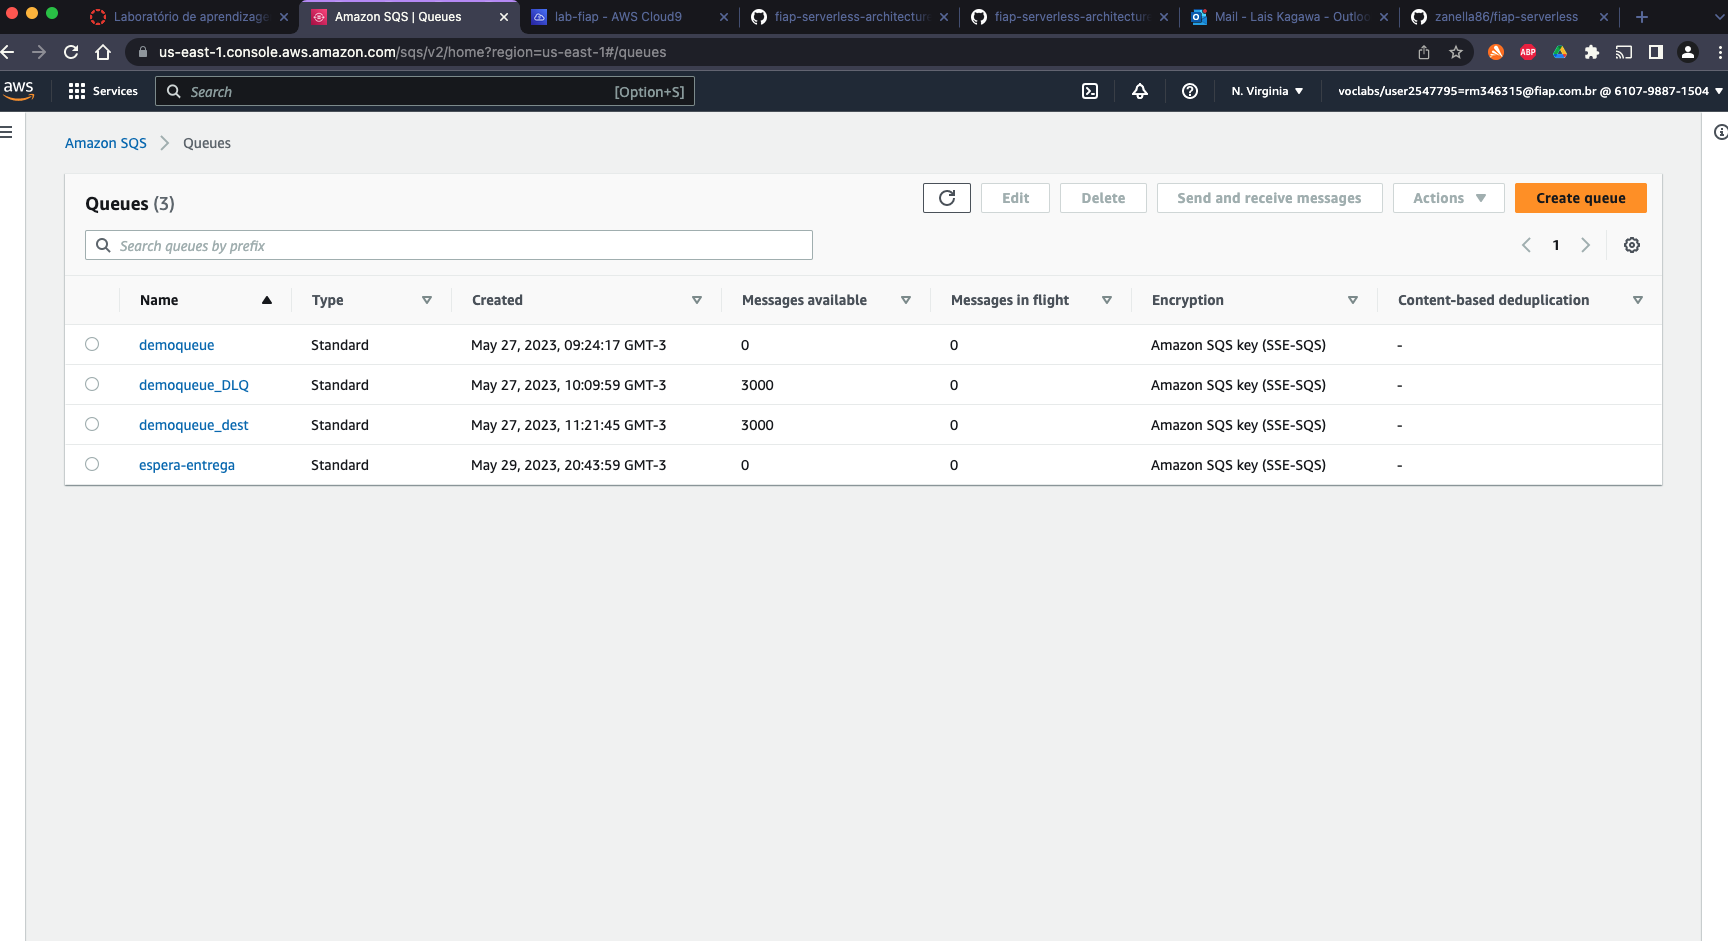 Laboratório de aprendizage
Amazon SQS | Queues
lab-fiap - AWS Cloud9
fiap-serverless-architecture
fiap-serverless-architecture
Mail - Lais Kagawa - Outloo
zanella86/fiap-serverless
us-east-1.console.aws.amazon.com/sqs/v2/home?region=us-east-1#/queues
ABP
aws
Services
Search
[Option+S]
N. Virginia
voclabs/user2547795=rm346315@fiap.com.br @ 6107-9887-1504
Amazon SQS
Queues
Queues (3)
Edit
Delete
Send and receive messages
Actions
Create queue
Search queues by prefix
1
Name Type Created Messages available Messages in flight Encryption Content-based deduplication
demoqueue Standard May 27, 2023, 09:24:17 GMT-3 0 0 Amazon SQS key (SSE-SQS) -
demoqueue_DLQ Standard May 27, 2023, 10:09:59 GMT-3 3000 0 Amazon SQS key (SSE-SQS) -
demoqueue_dest Standard May 27, 2023, 11:21:45 GMT-3 3000 0 Amazon SQS key (SSE-SQS) -
espera-entrega Standard May 29, 2023, 20:43:59 GMT-3 0 0 Amazon SQS key (SSE-SQS) -